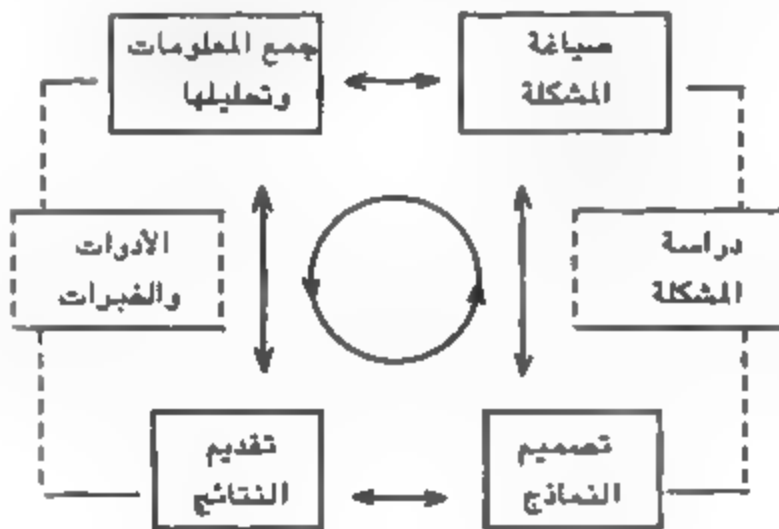 صياغة
المشكلة
جمع المعلومات
وتحليلها
دراسة
المشكلة
الأدوات
والخبرات
تصميم
النماذج
تقديم
النتائج